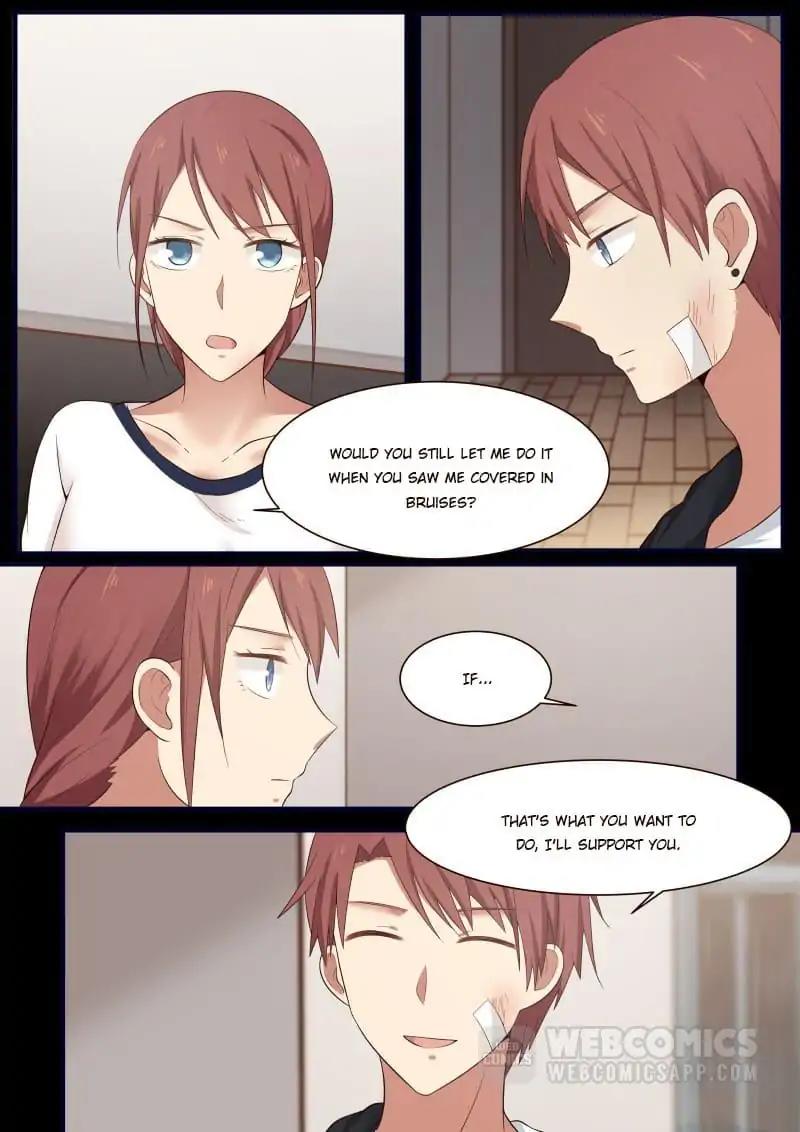 WOULD YOU STILL LET ME DO IT
WHEN YOU SAW ME COVERED IN
BRUISES?
IF...
THAT'S WHAT YOU WANT TO
DO, I'LL SUPPORT YOU.
WEBCOMICS
WEBCOMICSAPP.COM